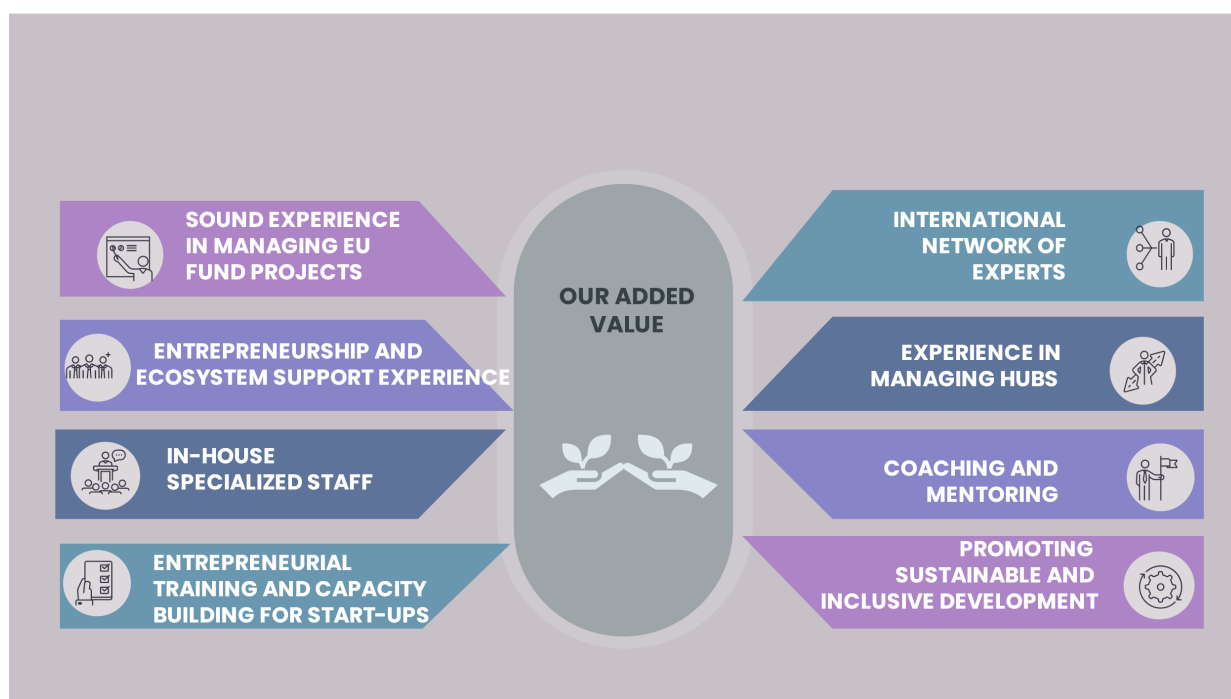 SOUND EXPERIENCE
IN MANAGING EU
FUND PROJECTS
ENTREPRENEURSHIP AND
ECOSYSTEM SUPPORT EXPERIENCE
IN-HOUSE
SPECIALIZED STAFF
ENTREPRENEURIAL
TRAINING AND CAPACITY
BUILDING FOR START-UPS
OUR ADDED
VALUE
INTERNATIONAL
NETWORK OF
EXPERTS
EXPERIENCE IN
MANAGING HUBS
COACHING AND
MENTORING
PROMOTING
SUSTAINABLE AND
INCLUSIVE DEVELOPMENT